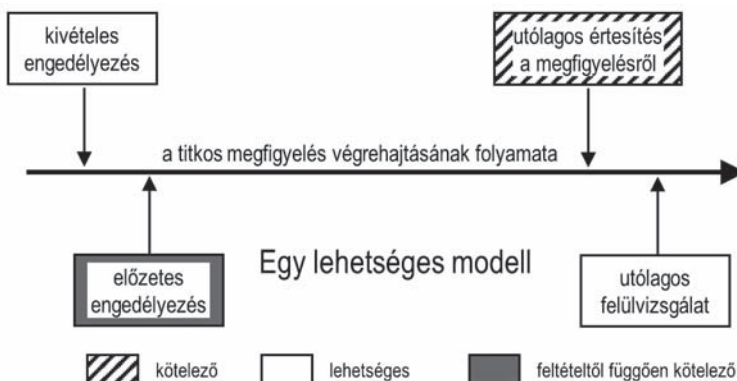 kivételes
engedélyezés
utólagos értesítés
a megfigyelésről
a titkos megfigyelés végrehajtásának folyamata
előzetes
engedélyezés
Egy lehetséges modell
utólagos
felülvizsgálat
kötelező
lehetséges
feltételtől függően kötelező